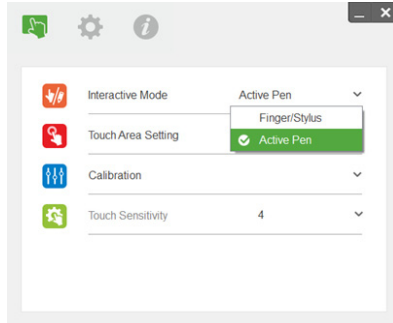 Interactive Mode Active Pen
Finger/Stylus
Touch Area Setting
Active Pen
Calibration
Touch Sensitivity 4